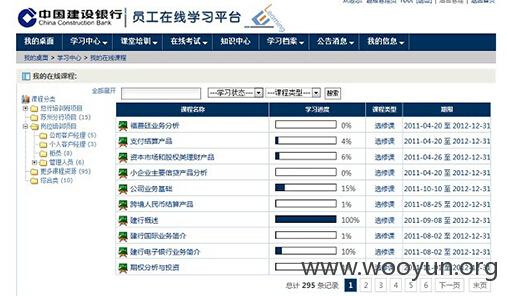 中国建设银行 员工在线学习平台
China Construction Bank
我的桌面 学习中心 课堂培训 在线考试 知识中心 学习档案 公告消息 我的信息
我的桌面 > 学习中心 > 我的在线课程
我的在线课程:
全部展开 ---学习状态--- ---课程类型--- 搜索
课程分类
总行培训班项目
苏州分行项目 (15)
岗位培训项目
公司客户经理 (5)
个人客户经理 (3)
柜员 (8)
管理人员 (6)
更多课程资源 (195)
综合类 (10)
课程名称 学习进度 课程类型 期限
福费廷业务分析 0% 选修课 2011-04-20 至 2012-12-31
支付结算产品 4% 选修课 2011-04-20 至 2012-12-31
资本市场和股权类理财产品 6% 选修课 2011-04-20 至 2012-12-31
小企业主要信贷产品分析 0% 选修课 2011-04-20 至 2012-12-31
公司业务基础 15% 选修课 2011-10-10 至 2012-12-31
跨境人民币结算产品 1% 选修课 2011-08-25 至 2012-12-31
建行概述 100% 选修课 2011-09-08 至 2012-12-31
建行国际业务简介 1% 选修课 2011-08-02 至 2012-12-31
建行电子银行业务简介 10% 选修课 2011-08-02 至 2012-12-31
期权分析与投资
总计 295 条记录 1 2 3 4 5 6 下一页 末页
www.wooyun.org